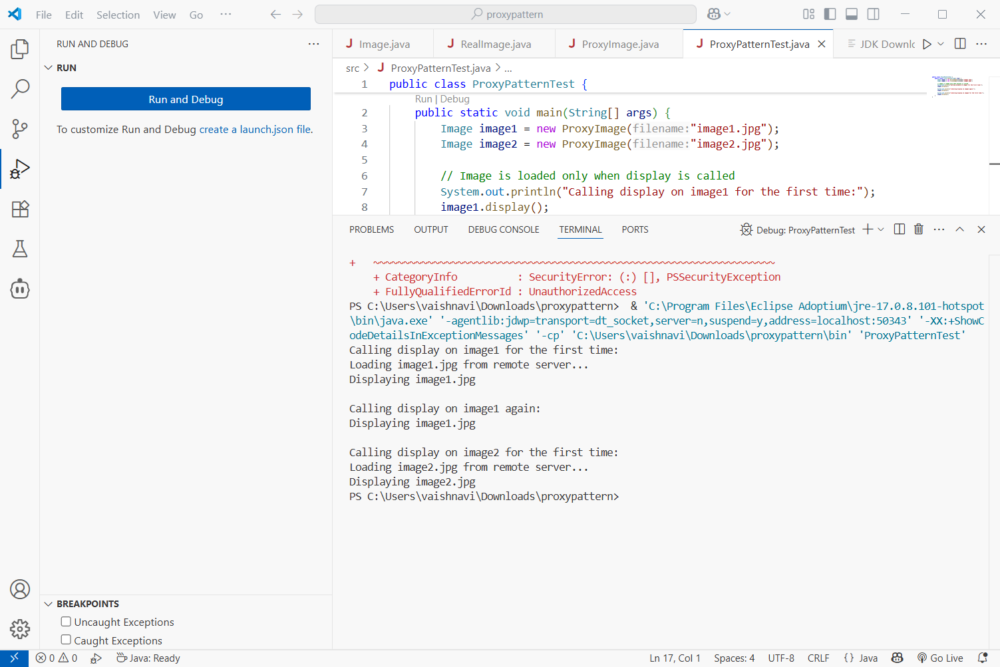 File Edit Selection View Go ··· proxypattern
RUN AND DEBUG ···
RUN
Run and Debug
To customize Run and Debug create a launch.json file.
Image.java RealImage.java ProxyImage.java ProxyPatternTest.java JDK Downlc
src > ProxyPatternTest.java > ...
1 public class ProxyPatternTest {
Run | Debug
2 public static void main(String[] args) {
3 Image image1 = new ProxyImage(filename:"image1.jpg");
4 Image image2 = new ProxyImage(filename:"image2.jpg");
5
6 // Image is loaded only when display is called
7 System.out.println("Calling display on image1 for the first time:");
8 image1.display();
PROBLEMS OUTPUT DEBUG CONSOLE TERMINAL PORTS Debug: ProxyPatternTest
+ ~~~~~~~~~~~~~~~~~~~~~~~~~~~~~~~~~~~~~~~~~~~~~~~~~~~~~~~~~~~~~~~~~~~
+ CategoryInfo : SecurityError: (:) [], PSSecurityException
+ FullyQualifiedErrorId : UnauthorizedAccess
PS C:\Users\vaishnavi\Downloads\proxypattern> & 'C:\Program Files\Eclipse Adoptium\jre-17.0.8.101-hotspot
\bin\java.exe' '-agentlib:jdwp=transport=dt_socket,server=n,suspend=y,address=localhost:50343' '-XX:+ShowC
odeDetailsInExceptionMessages' '-cp' 'C:\Users\vaishnavi\Downloads\proxypattern\bin' 'ProxyPatternTest'
Calling display on image1 for the first time:
Loading image1.jpg from remote server...
Displaying image1.jpg
Calling display on image1 again:
Displaying image1.jpg
Calling display on image2 for the first time:
Loading image2.jpg from remote server...
Displaying image2.jpg
PS C:\Users\vaishnavi\Downloads\proxypattern>
BREAKPOINTS
Uncaught Exceptions
Caught Exceptions
0 0 Java: Ready Ln 17, Col 1 Spaces: 4 UTF-8 CRLF {} Java Go Live